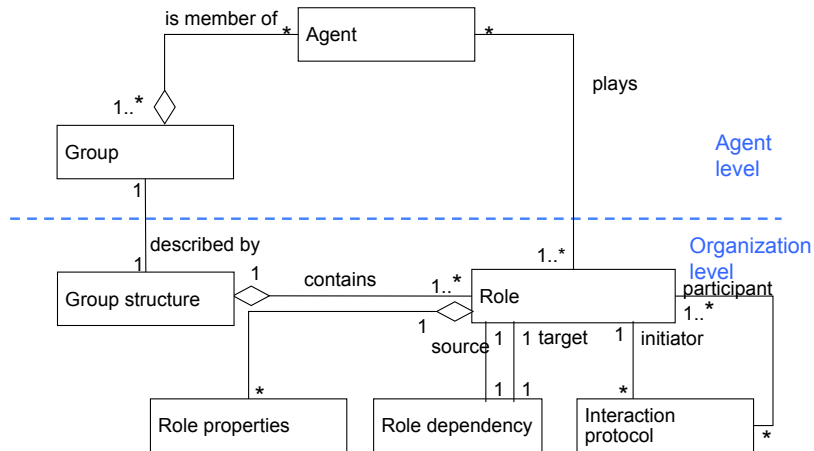 is member of
*
Agent
*
plays
1..*
Group
Agent
level
1
described by
1
Organization
level
1
contains
1..*
1..*
Group structure
Role
participant
1..*
1
source
1
1
target
1
initiator
*
1
1
*
*
Role properties
Role dependency
Interaction
protocol